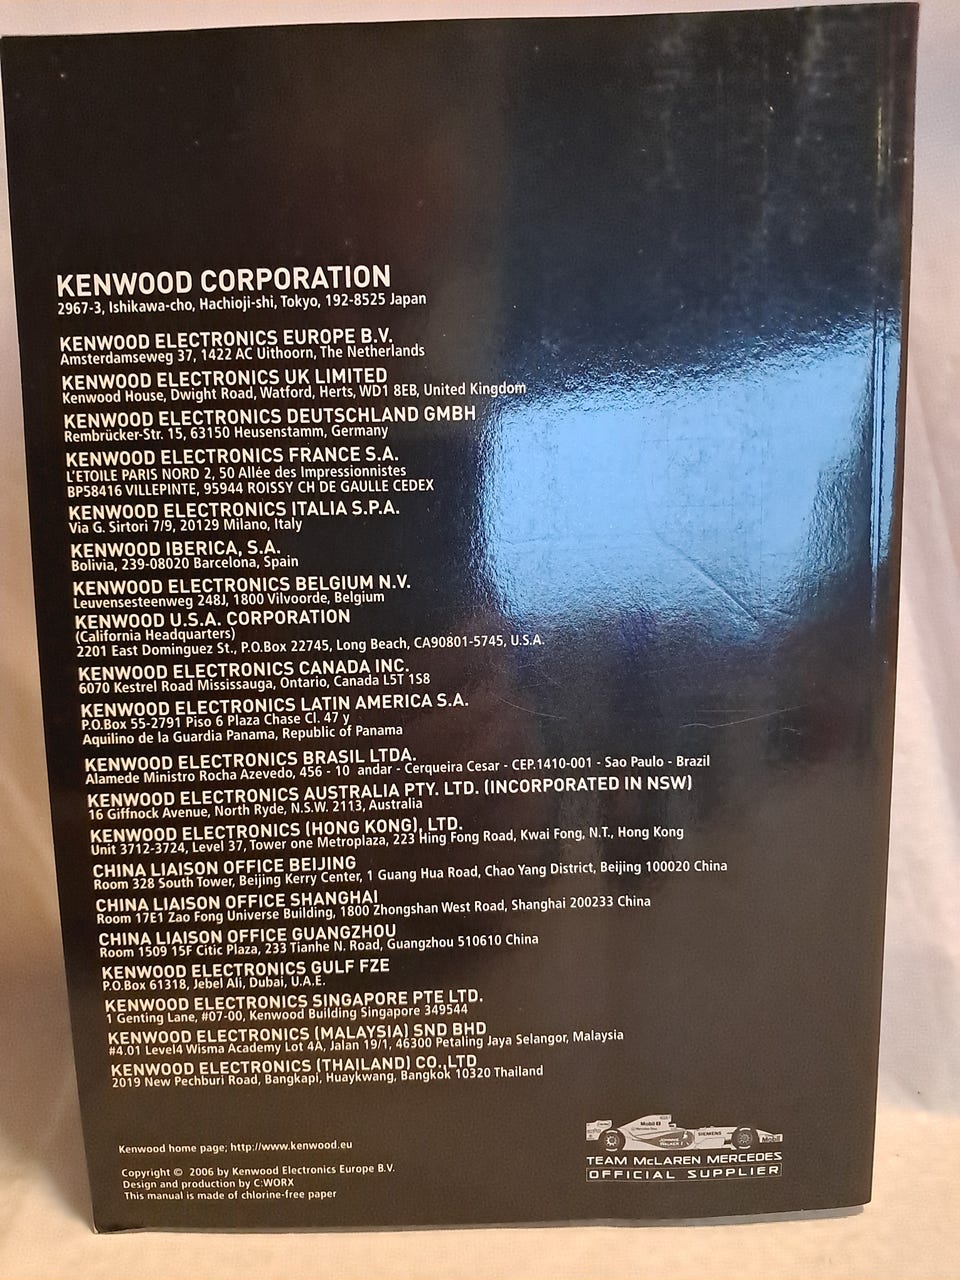 KENWOOD CORPORATION
2967-3, Ishikawa-cho, Hachioji-shi, Tokyo, 192-8525 Japan
KENWOOD ELECTRONICS EUROPE B.V.
Amsterdamseweg 37, 1422 AC Uithoorn, The Netherlands
KENWOOD ELECTRONICS UK LIMITED
Kenwood House, Dwight Road, Watford, Herts, WD1 8EB, United Kingdom
KENWOOD ELECTRONICS DEUTSCHLAND GMBH
Rembrücker-Str. 15, 63150 Heusenstamm, Germany
KENWOOD ELECTRONICS FRANCE S.A.
L'ETOILE PARIS NORD 2, 50 Allée des Impressionnistes
BP58416 VILLEPINTE, 95944 ROISSY CH DE GAULLE CEDEX
KENWOOD ELECTRONICS ITALIA S.P.A.
Via G. Sirtori 7/9, 20129 Milano, Italy
KENWOOD IBERICA, S.A.
Bolivia, 239-08020 Barcelona, Spain
KENWOOD ELECTRONICS BELGIUM N.V.
Leuvensesteenweg 248J, 1800 Vilvoorde, Belgium
KENWOOD U.S.A. CORPORATION
(California Headquarters)
2201 East Dominguez St., P.O.Box 22745, Long Beach, CA90801-5745, U.S.A.
KENWOOD ELECTRONICS CANADA INC.
6070 Kestrel Road Mississauga, Ontario, Canada L5T 1S8
KENWOOD ELECTRONICS LATIN AMERICA S.A.
P.O.Box 55-2791 Piso 6 Plaza Chase Cl. 47 y
Aquilino de la Guardia Panama, Republic of Panama
KENWOOD ELECTRONICS BRASIL LTDA.
Alamede Ministro Rocha Azevedo, 456 - 10 andar - Cerqueira Cesar - CEP.1410-001 - Sao Paulo - Brazil
KENWOOD ELECTRONICS AUSTRALIA PTY. LTD. (INCORPORATED IN NSW)
16 Giffnock Avenue, North Ryde, N.S.W. 2113, Australia
KENWOOD ELECTRONICS (HONG KONG), LTD.
Unit 3712-3724, Level 37, Tower one Metroplaza, 223 Hing Fong Road, Kwai Fong, N.T., Hong Kong
CHINA LIAISON OFFICE BEIJING
Room 328 South Tower, Beijing Kerry Center, 1 Guang Hua Road, Chao Yang District, Beijing 100020 China
CHINA LIAISON OFFICE SHANGHAI
Room 17E1 Zao Fong Universe Building, 1800 Zhongshan West Road, Shanghai 200233 China
CHINA LIAISON OFFICE GUANGZHOU
Room 1509 15F Citic Plaza, 233 Tianhe N. Road, Guangzhou 510610 China
KENWOOD ELECTRONICS GULF FZE
P.O.Box 61318, Jebel Ali, Dubai, U.A.E.
KENWOOD ELECTRONICS SINGAPORE PTE LTD.
1 Genting Lane, #07-00, Kenwood Building Singapore 349544
KENWOOD ELECTRONICS (MALAYSIA) SND BHD
#4.01 Level4 Wisma Academy Lot 4A, Jalan 19/1, 46300 Petaling Jaya Selangor, Malaysia
KENWOOD ELECTRONICS (THAILAND) CO.,LTD
2019 New Pechburi Road, Bangkapi, Huaykwang, Bangkok 10320 Thailand
Kenwood home page; http://www.kenwood.eu
Copyright © 2006 by Kenwood Electronics Europe B.V.
Design and production by C:WORX
This manual is made of chlorine-free paper
Mobil 1
JOHNNIE WALKER
SIEMENS
Mobil
TEAM McLAREN MERCEDES
OFFICIAL SUPPLIER